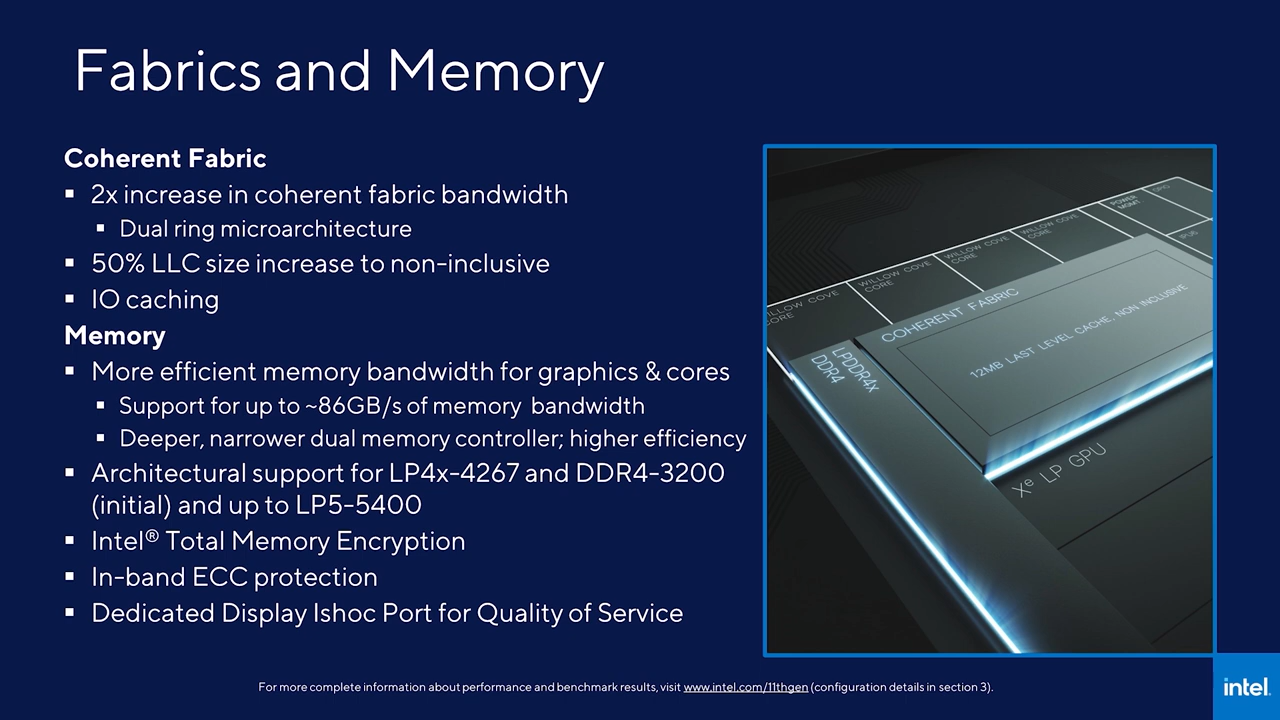 Fabrics and Memory
Coherent Fabric
▪ 2x increase in coherent fabric bandwidth
▪ Dual ring microarchitecture
▪ 50% LLC size increase to non-inclusive
▪ IO caching
Memory
▪ More efficient memory bandwidth for graphics & cores
▪ Support for up to ~86GB/s of memory bandwidth
▪ Deeper, narrower dual memory controller; higher efficiency
▪ Architectural support for LP4x-4267 and DDR4-3200
(initial) and up to LP5-5400
▪ Intel® Total Memory Encryption
▪ In-band ECC protection
▪ Dedicated Display Ishoc Port for Quality of Service
ILLOW COVE
CORE
WILLOW COVE
CORE
WILLOW COVE
CORE
WILLOW COVE
CORE
POWER
MGMT
GPIO
IPU6
COHERENT FABRIC
12MB LAST LEVEL CACHE, NON INCLUSIVE
LPDDR4x
DDR4
Xe LP GPU
For more complete information about performance and benchmark results, visit www.intel.com/11thgen (configuration details in section 3).
intel.